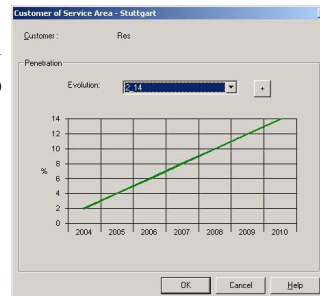 Customer of Service Area - Stuttgart
Customer : Res
Penetration
Evolution: 2_14 +
14
12
10
8
%
6
4
2
0
2004 2005 2006 2007 2008 2009 2010
OK Cancel Help